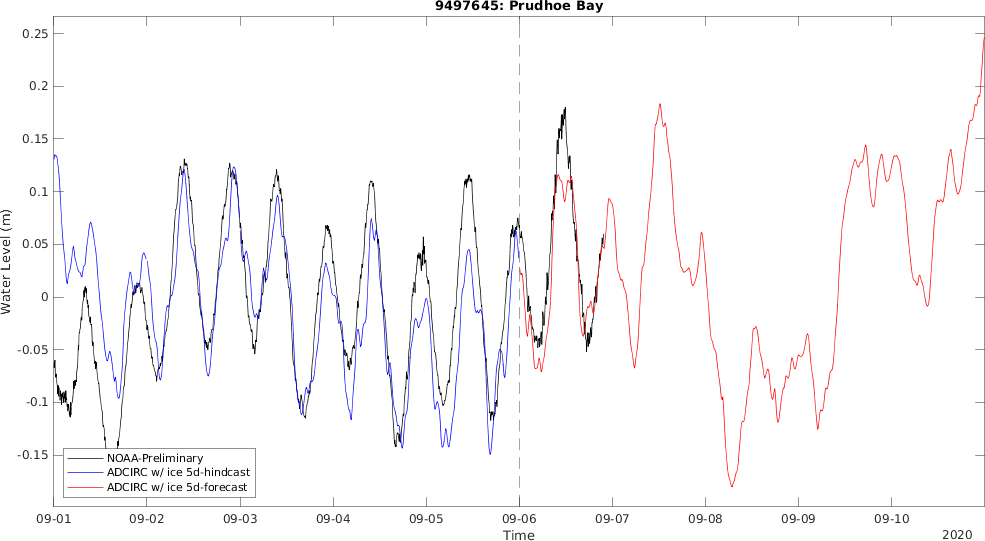 9497645: Prudhoe Bay
0.25
0.2
0.15
0.1
0.05
0
-0.05
-0.1
-0.15
Water Level (m)
NOAA-Preliminary
ADCIRC w/ ice 5d-hindcast
ADCIRC w/ ice 5d-forecast
09-01 09-02 09-03 09-04 09-05 09-06 09-07 09-08 09-09 09-10
Time
2020